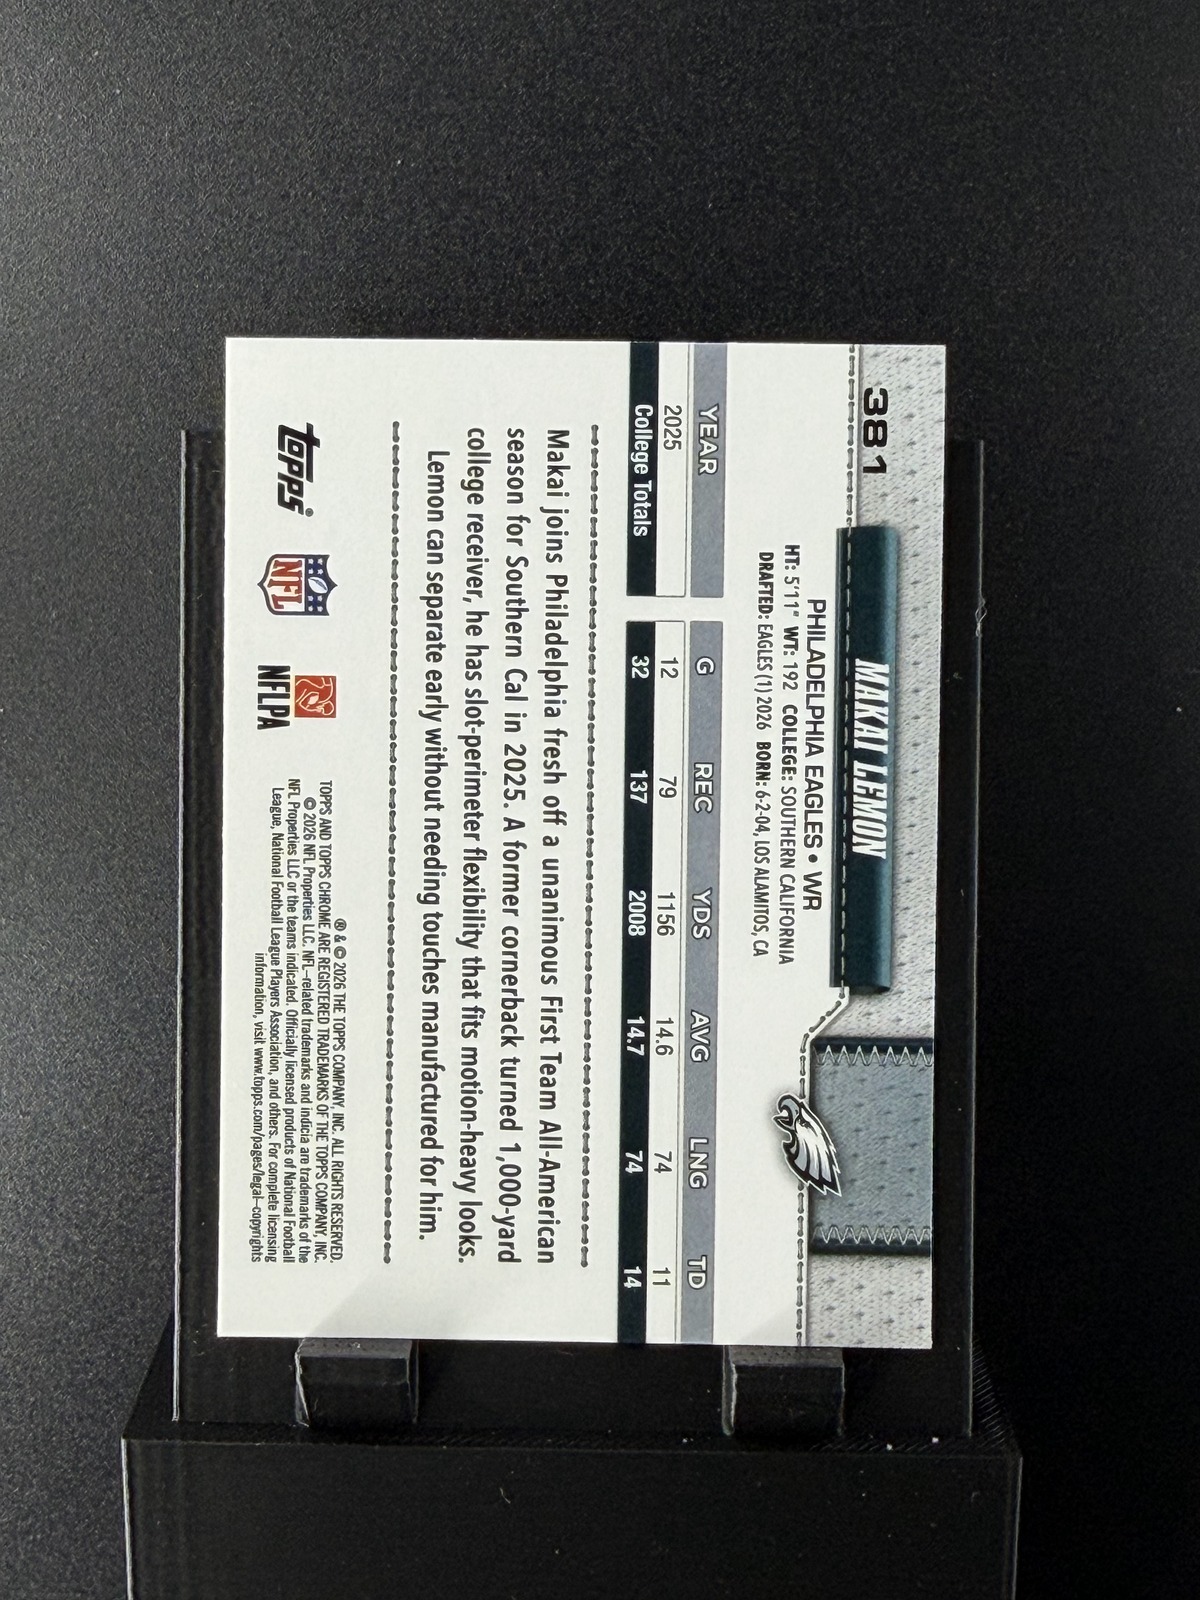 381
MAKAI LEMON
PHILADELPHIA EAGLES • WR
HT: 5'11" WT: 192 COLLEGE: SOUTHERN CALIFORNIA
DRAFTED: EAGLES (1) 2026 BORN: 6-2-04, LOS ALAMITOS, CA
YEAR G REC YDS AVG LNG TD
2025 12 79 1156 14.6 74 11
College Totals 32 137 2008 14.7 74 14
Makai joins Philadelphia fresh off a unanimous First Team All-American
season for Southern Cal in 2025. A former cornerback turned 1,000-yard
college receiver, he has slot-perimeter flexibility that fits motion-heavy looks.
Lemon can separate early without needing touches manufactured for him.
topps®
NFL
NFLPA
® & © 2026 THE TOPPS COMPANY, INC. ALL RIGHTS RESERVED.
TOPPS AND TOPPS CHROME ARE REGISTERED TRADEMARKS OF THE TOPPS COMPANY, INC.
© 2026 NFL Properties LLC. NFL-related trademarks and indicia are trademarks of the
NFL Properties LLC or the teams indicated. Officially licensed products of National Football
League, National Football League Players Association, and others. For complete licensing
information, visit www.topps.com/pages/legal-copyrights